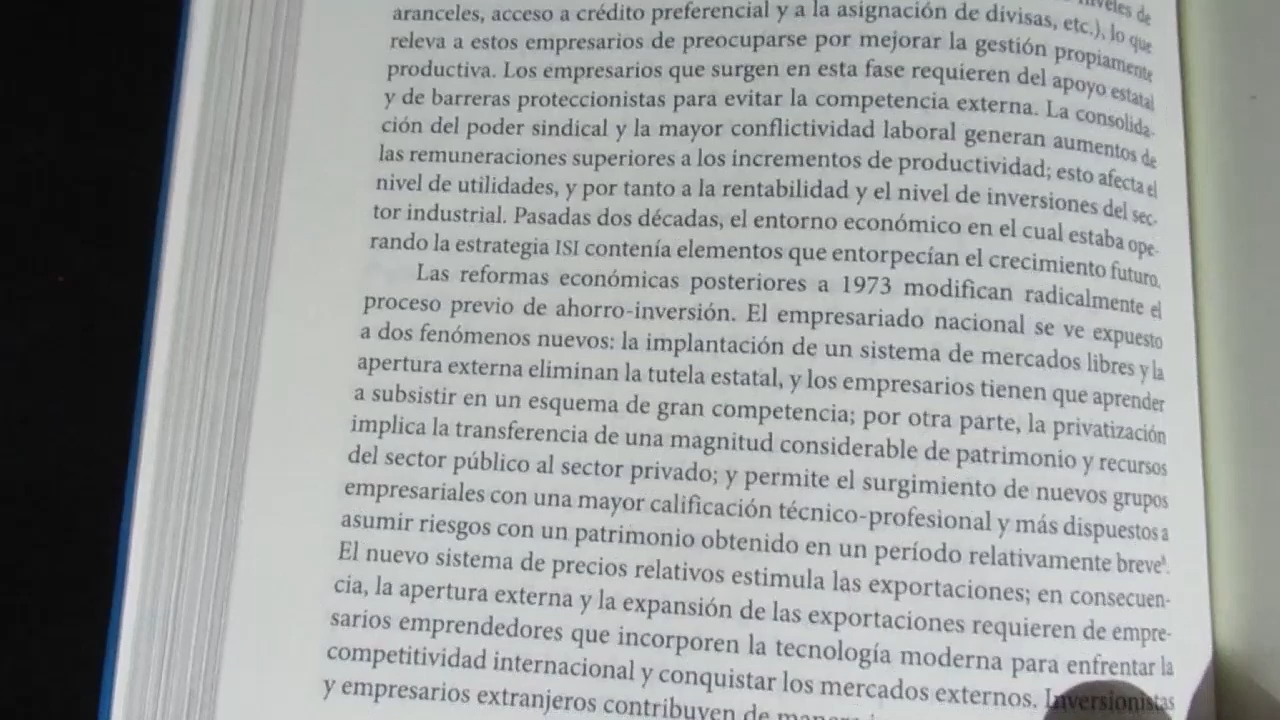 niveles de
aranceles, acceso a crédito preferencial y a la asignación de divisas, etc.), lo que
releva a estos empresarios de preocuparse por mejorar la gestión propiamente
productiva. Los empresarios que surgen en esta fase requieren del apoyo estatal
y de barreras proteccionistas para evitar la competencia externa. La consolida-
ción del poder sindical y la mayor conflictividad laboral generan aumentos de
las remuneraciones superiores a los incrementos de productividad; esto afecta el
nivel de utilidades, y por tanto a la rentabilidad y el nivel de inversiones del sec-
tor industrial. Pasadas dos décadas, el entorno económico en el cual estaba ope-
rando la estrategia ISI contenía elementos que entorpecían el crecimiento futuro.
Las reformas económicas posteriores a 1973 modifican radicalmente el
proceso previo de ahorro-inversión. El empresariado nacional se ve expuesto
a dos fenómenos nuevos: la implantación de un sistema de mercados libres y la
apertura externa eliminan la tutela estatal, y los empresarios tienen que aprender
a subsistir en un esquema de gran competencia; por otra parte, la privatización
implica la transferencia de una magnitud considerable de patrimonio y recursos
del sector público al sector privado; y permite el surgimiento de nuevos grupos
empresariales con una mayor calificación técnico-profesional y más dispuestos a
asumir riesgos con un patrimonio obtenido en un período relativamente breve.
El nuevo sistema de precios relativos estimula las exportaciones; en consecuen-
cia, la apertura externa y la expansión de las exportaciones requieren de empre-
sarios emprendedores que incorporen la tecnología moderna para enfrentar la
competitividad internacional y conquistar los mercados externos. Inversionistas
y empresarios extranjeros contribuyen de